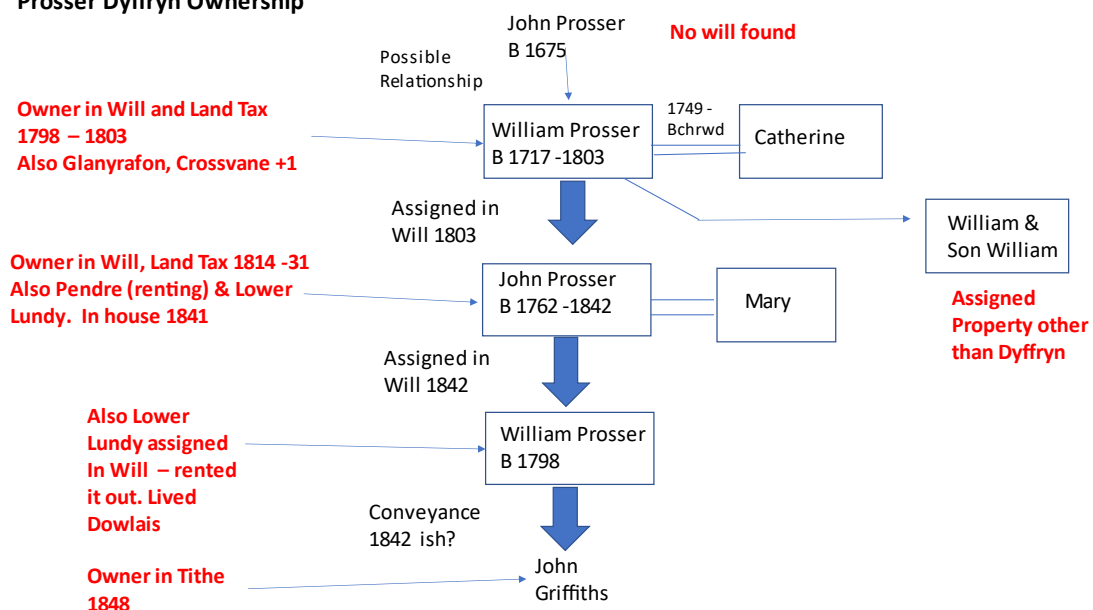 Prosser Dyffryn Ownership
John Prosser
B 1675
No will found
Possible
Relationship
Owner in Will and Land Tax
1798 – 1803
Also Glanyrafon, Crossvane +1
William Prosser
B 1717 -1803
1749 -
Bchrwd
Catherine
Assigned in
Will 1803
William &
Son William
Assigned
Property other
than Dyffryn
Owner in Will, Land Tax 1814 -31
Also Pendre (renting) & Lower
Lundy.  In house 1841
John Prosser
B 1762 -1842
Mary
Assigned in
Will 1842
Also Lower
Lundy assigned
In Will – rented
it out. Lived
Dowlais
William Prosser
B 1798
Conveyance
1842 ish?
Owner in Tithe
1848
John
Griffiths